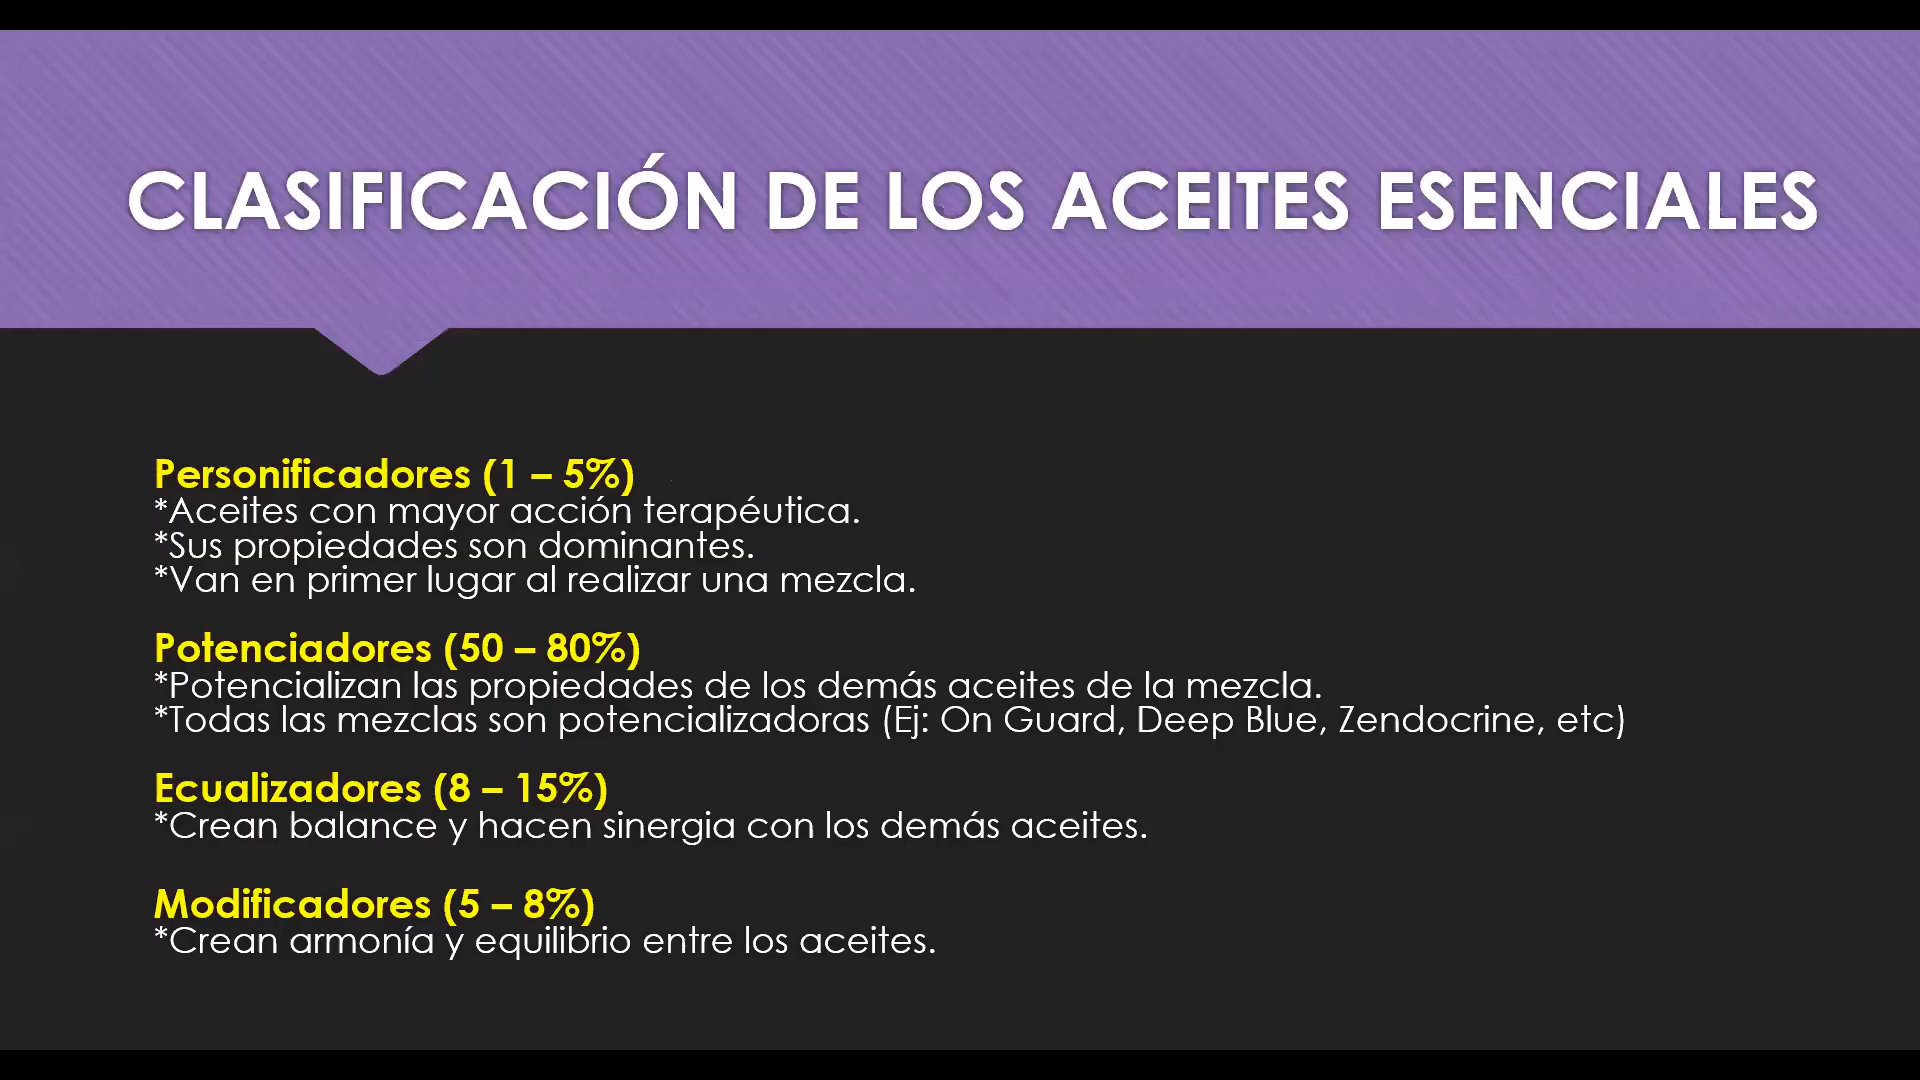 CLASIFICACIÓN DE LOS ACEITES ESENCIALES
Personificadores (1 – 5%)
*Aceites con mayor acción terapéutica.
*Sus propiedades son dominantes.
*Van en primer lugar al realizar una mezcla.
Potenciadores (50 – 80%)
*Potencializan las propiedades de los demás aceites de la mezcla.
*Todas las mezclas son potencializadoras (Ej: On Guard, Deep Blue, Zendocrine, etc)
Ecualizadores (8 – 15%)
*Crean balance y hacen sinergia con los demás aceites.
Modificadores (5 – 8%)
*Crean armonía y equilibrio entre los aceites.